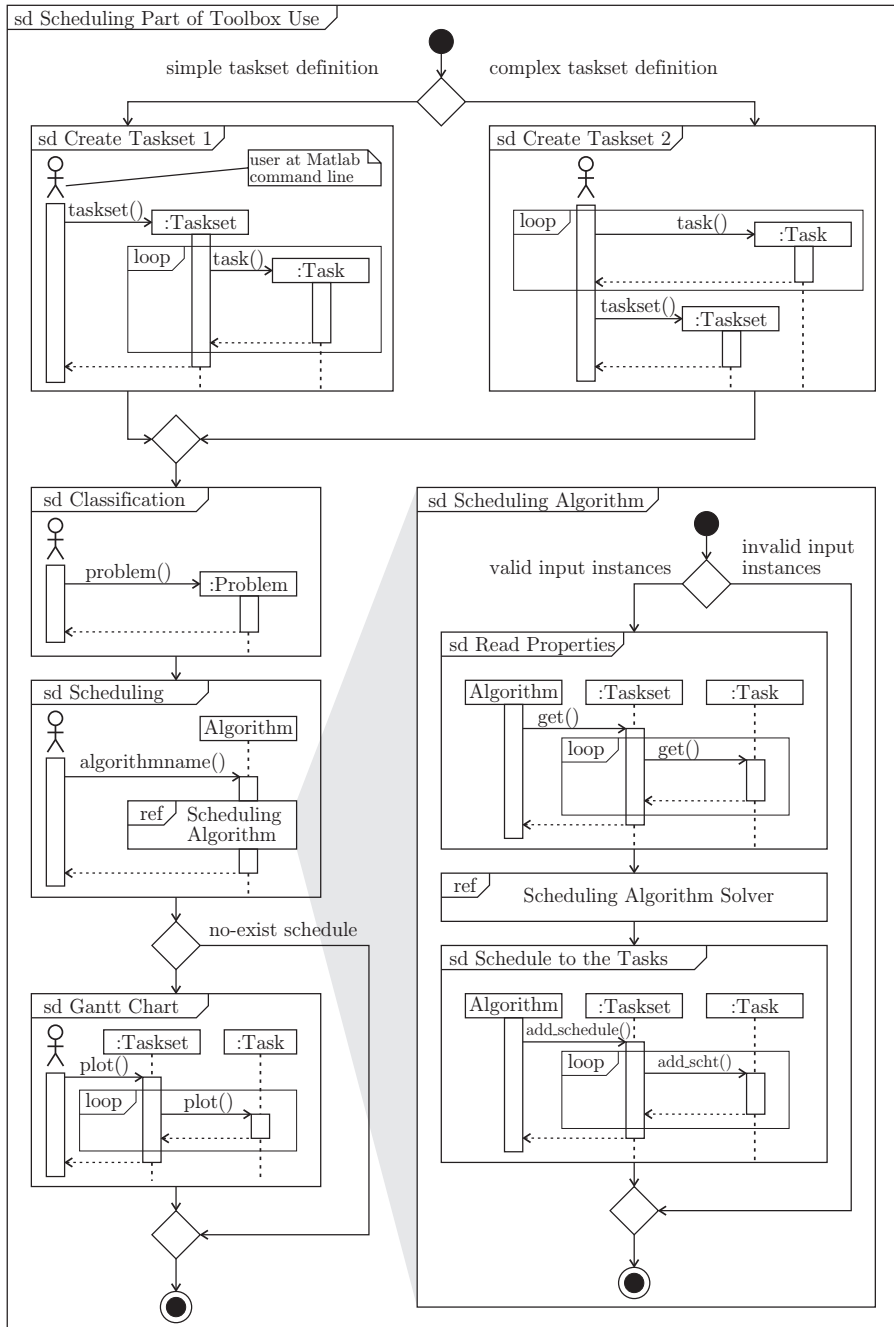 sd Scheduling Part of Toolbox Use
simple taskset definition
complex taskset definition
sd Create Taskset 1
user at Matlab
command line
taskset()
:Taskset
loop
task()
:Task
sd Create Taskset 2
loop
task()
:Task
taskset()
:Taskset
sd Classification
problem()
:Problem
sd Scheduling
Algorithm
algorithmname()
ref
Scheduling
Algorithm
no-exist schedule
sd Gantt Chart
:Taskset
:Task
plot()
loop
plot()
sd Scheduling Algorithm
valid input instances
invalid input
instances
sd Read Properties
Algorithm
:Taskset
:Task
get()
loop
get()
ref
Scheduling Algorithm Solver
sd Schedule to the Tasks
Algorithm
:Taskset
:Task
add_schedule()
loop
add_scht()